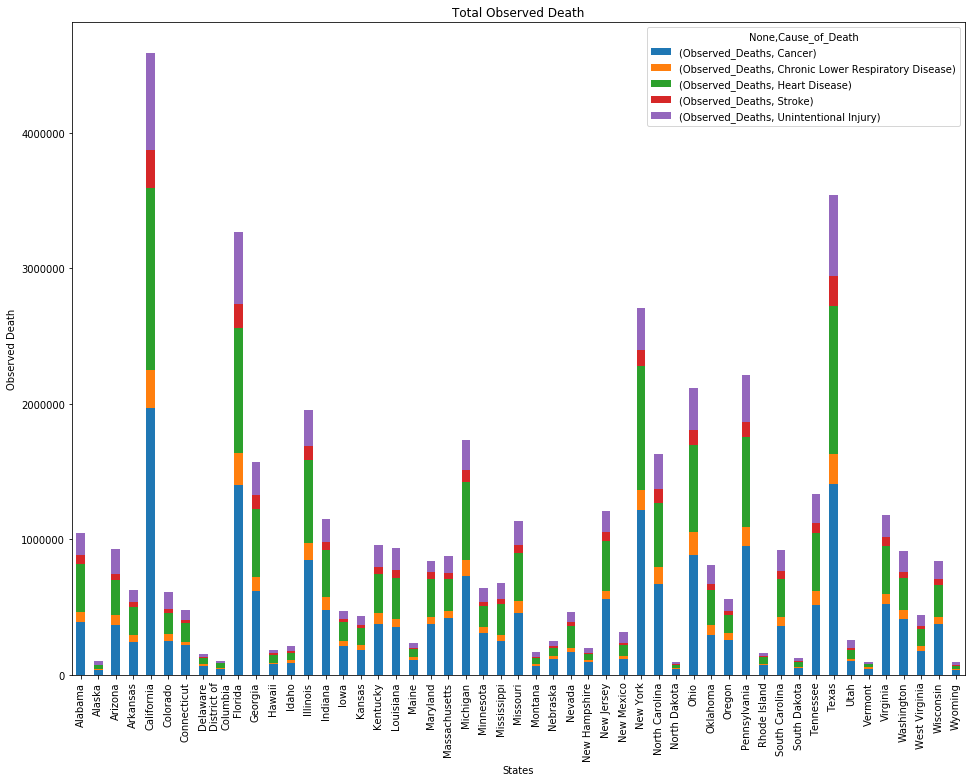 Total Observed Death
None,Cause_of_Death
(Observed_Deaths, Cancer)
(Observed_Deaths, Chronic Lower Respiratory Disease)
(Observed_Deaths, Heart Disease)
(Observed_Deaths, Stroke)
(Observed_Deaths, Unintentional Injury)
Observed Death
4000000
3000000
2000000
1000000
0
Alabama
Alaska
Arizona
Arkansas
California
Colorado
Connecticut
Delaware
District of
Columbia
Florida
Georgia
Hawaii
Idaho
Illinois
Indiana
Iowa
Kansas
Kentucky
Louisiana
Maine
Maryland
Massachusetts
Michigan
Minnesota
Mississippi
Missouri
Montana
Nebraska
Nevada
New Hampshire
New Jersey
New Mexico
New York
North Carolina
North Dakota
Ohio
Oklahoma
Oregon
Pennsylvania
Rhode Island
South Carolina
South Dakota
Tennessee
Texas
Utah
Vermont
Virginia
Washington
West Virginia
Wisconsin
Wyoming
States